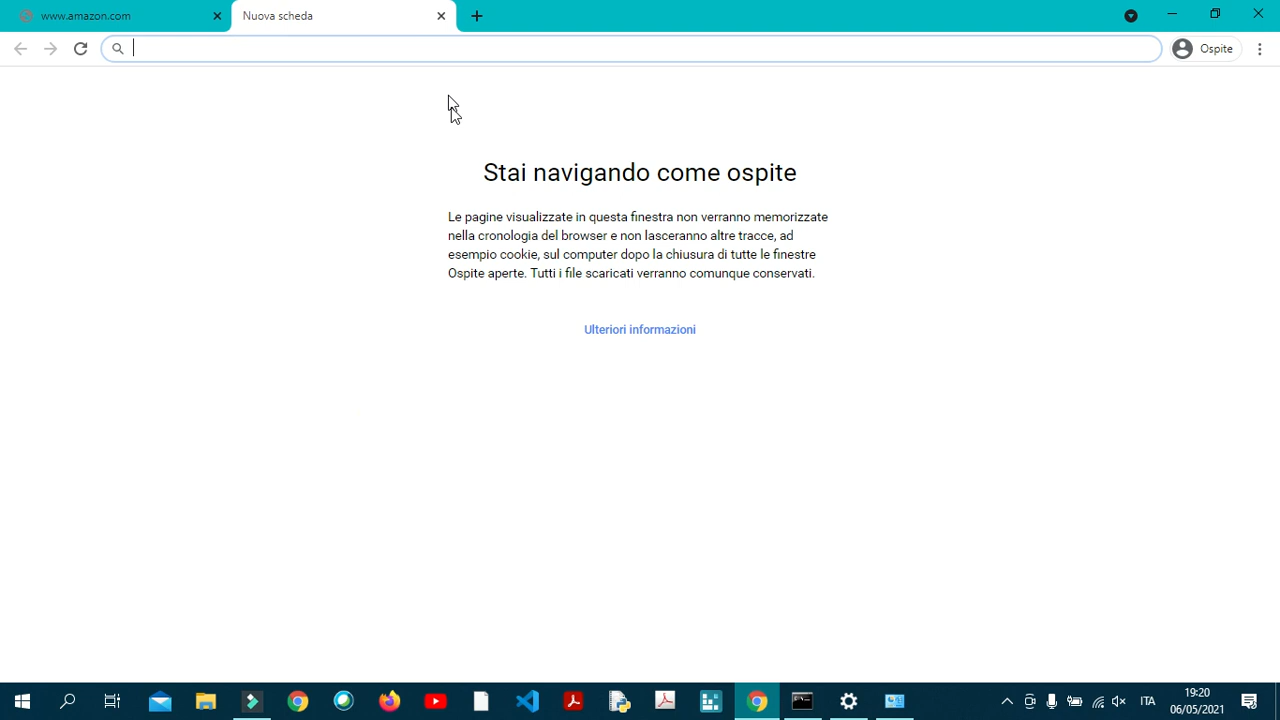 www.amazon.com
Nuova scheda
Ospite
Stai navigando come ospite
Le pagine visualizzate in questa finestra non verranno memorizzate
nella cronologia del browser e non lasceranno altre tracce, ad
esempio cookie, sul computer dopo la chiusura di tutte le finestre
Ospite aperte. Tutti i file scaricati verranno comunque conservati.
Ulteriori informazioni
ITA
19:20
06/05/2021